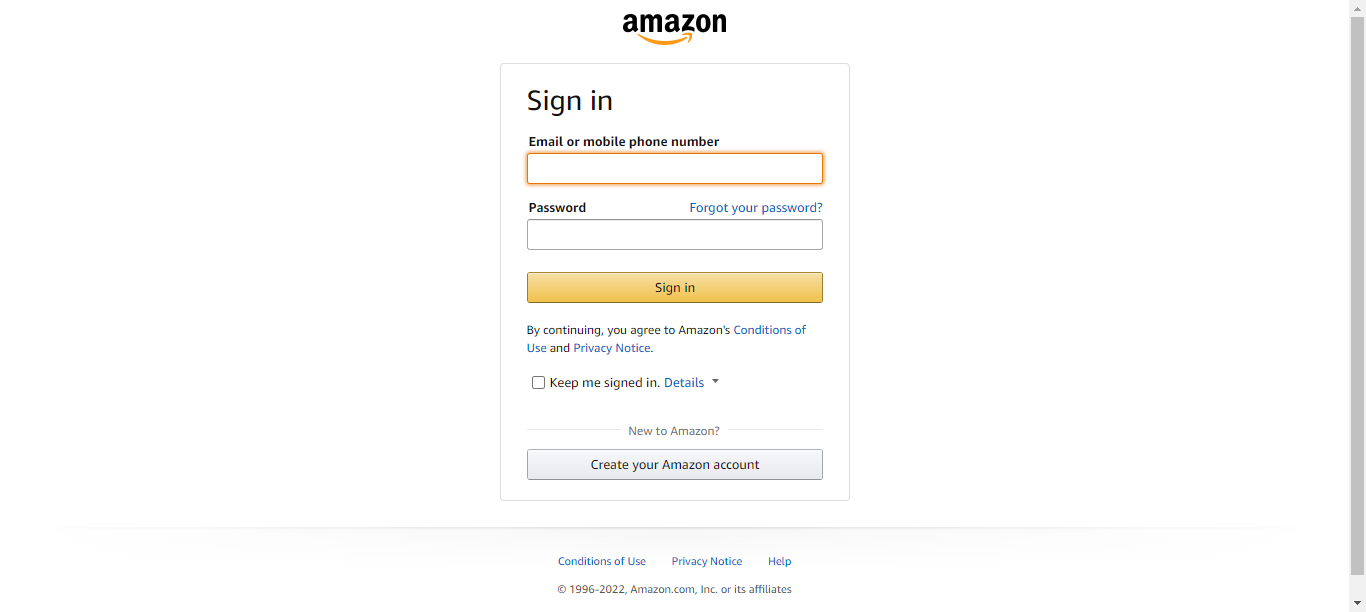 amazon
Sign in
Email or mobile phone number
Password Forgot your password?
Sign in
By continuing, you agree to Amazon's Conditions of
Use and Privacy Notice.
Keep me signed in. Details
New to Amazon?
Create your Amazon account
Conditions of Use Privacy Notice Help
© 1996-2022, Amazon.com, Inc. or its affiliates